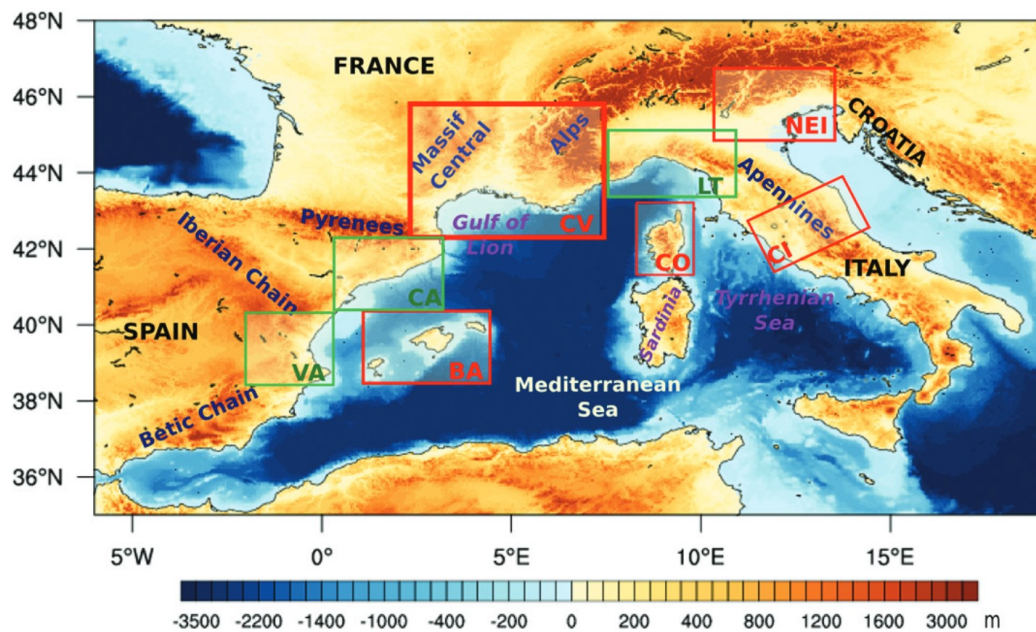 48°N
46°N
44°N
42°N
40°N
38°N
36°N
FRANCE
Massif
Central
Alps
NEI
CROATIA
LT
Apennines
Pyrenees
Gulf of
Lion
CV
Iberian Chain
CO
CI
ITALY
CA
Sardinia
Tyrrhenian
Sea
SPAIN
VA
BA
Mediterranean
Sea
Betic Chain
5°W 0° 5°E 10°E 15°E
-3500 -2200 -1400 -1000 -400 -200 0 200 400 800 1200 1600 3000 m